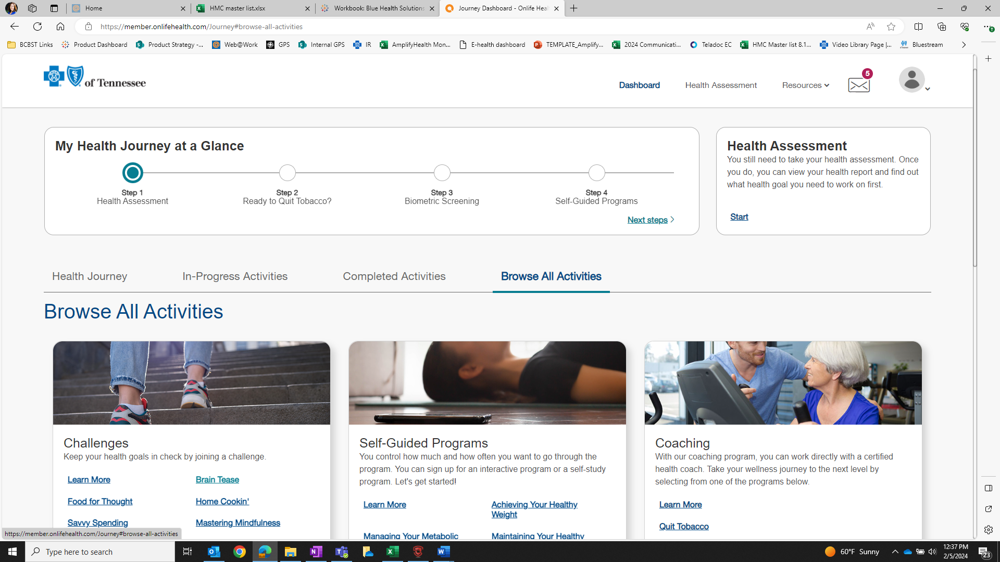 Home
HMC master list.xlsx
Workbook: Blue Health Solutions
Journey Dashboard - Onlife Heal
https://member.onlifehealth.com/Journey#browse-all-activities
BCBST Links
Product Dashboard
Product Strategy -...
Web@Work
GPS
Internal GPS
IR
AmplifyHealth Mon...
E-health dashboard
TEMPLATE_Amplify...
2024 Communicati...
Teladoc EC
HMC Master list 8.1...
Video Library Page |...
Bluestream
of Tennessee
Dashboard
Health Assessment
Resources
5
My Health Journey at a Glance
Step 1
Health Assessment
Step 2
Ready to Quit Tobacco?
Step 3
Biometric Screening
Step 4
Self-Guided Programs
Next steps
Health Assessment
You still need to take your health assessment. Once
you do, you can view your health report and find out
what health goal you need to work on first.
Start
Health Journey
In-Progress Activities
Completed Activities
Browse All Activities
Browse All Activities
Challenges
Keep your health goals in check by joining a challenge.
Learn More
Brain Tease
Food for Thought
Home Cookin'
Savvy Spending
Mastering Mindfulness
Self-Guided Programs
You control how much and how often you want to go through the
program. You can sign up for an interactive program or a self-study
program. Let's get started!
Learn More
Achieving Your Healthy
Weight
Managing Your Metabolic
Maintaining Your Healthy
Coaching
With our coaching program, you can work directly with a certified
health coach. Take your wellness journey to the next level by
selecting from one of the programs below.
Learn More
Quit Tobacco
https://member.onlifehealth.com/Journey#browse-all-activities
Type here to search
60°F Sunny
12:37 PM
2/5/2024
23